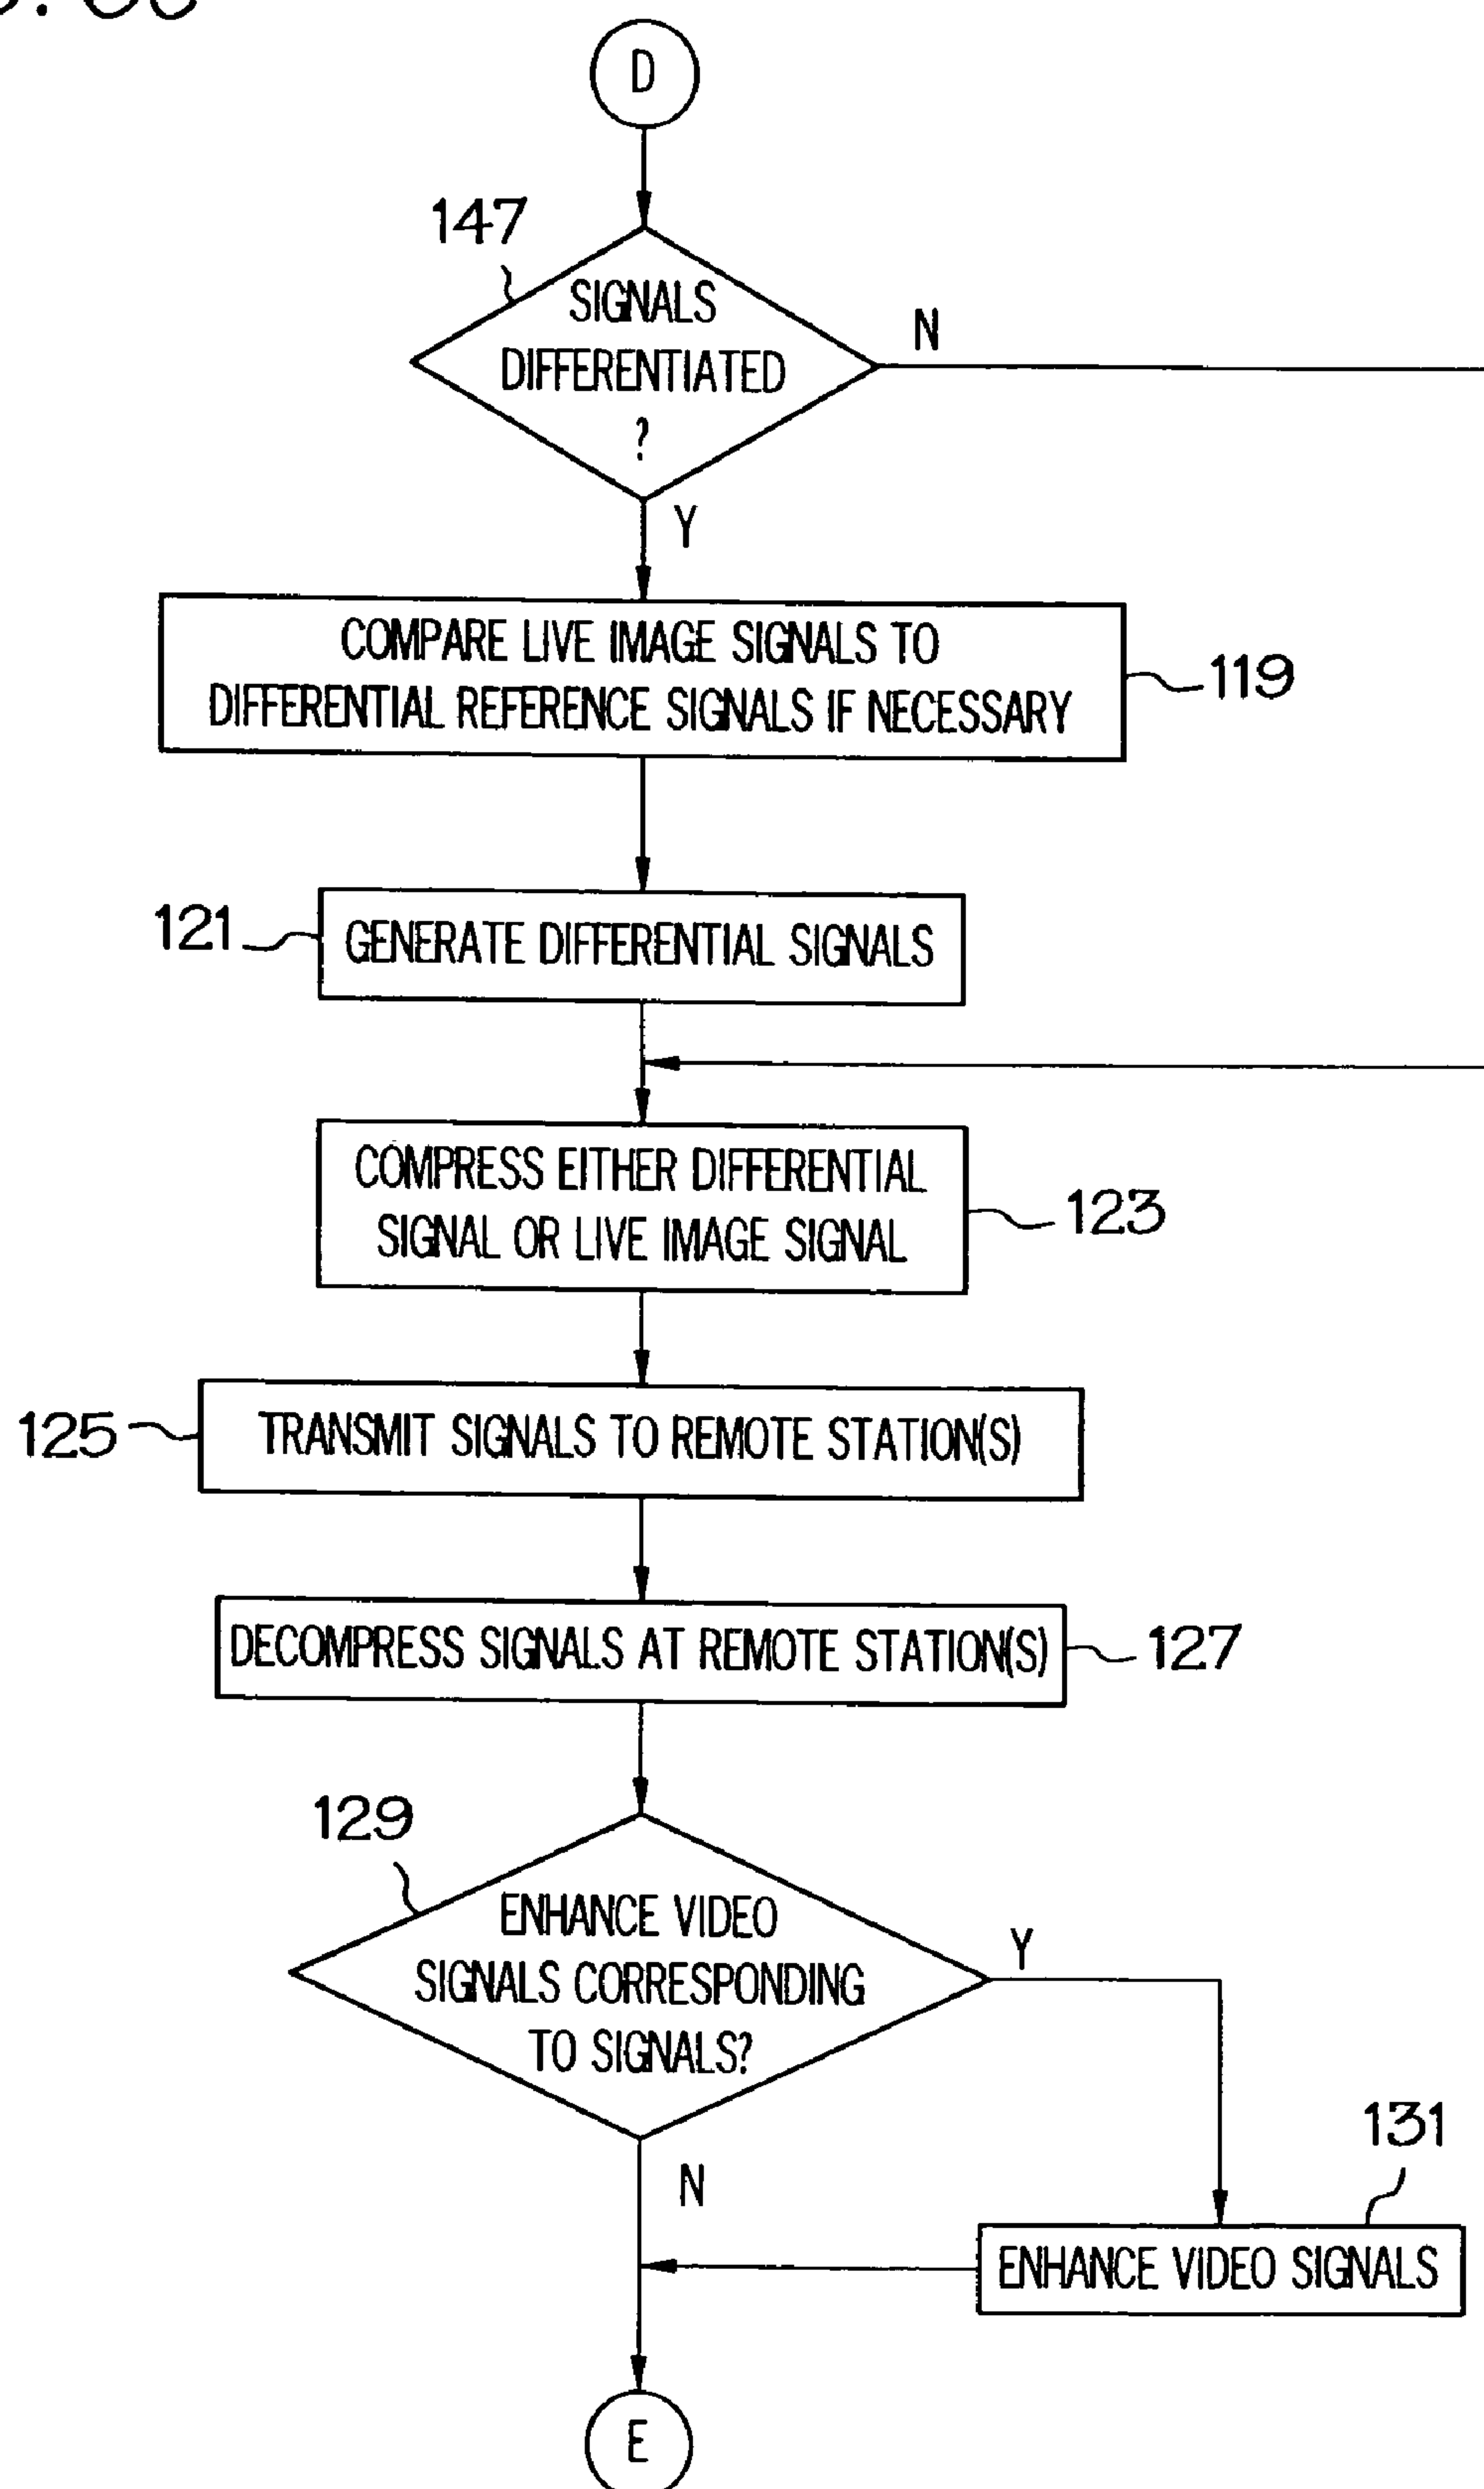 D
147
SIGNALS
DIFFERENTIATED
?
N
Y
COMPARE LIVE IMAGE SIGNALS TO
DIFFERENTIAL REFERENCE SIGNALS IF NECESSARY
119
121
GENERATE DIFFERENTIAL SIGNALS
COMPRESS EITHER DIFFERENTIAL
SIGNAL OR LIVE IMAGE SIGNAL
123
125
TRANSMIT SIGNALS TO REMOTE STATION(S)
DECOMPRESS SIGNALS AT REMOTE STATION(S)
127
129
ENHANCE VIDEO
SIGNALS CORRESPONDING
TO SIGNALS?
Y
N
131
ENHANCE VIDEO SIGNALS
E